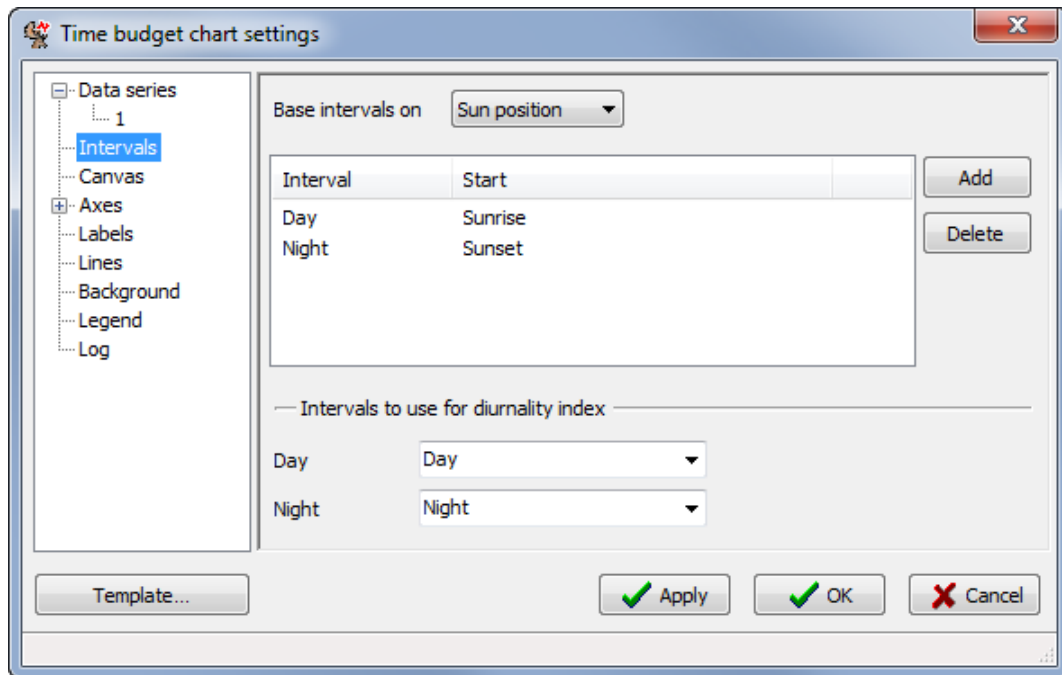 Time budget chart settings
Data series
1
Intervals
Canvas
Axes
Labels
Lines
Background
Legend
Log
Base intervals on Sun position
Interval Start
Day Sunrise
Night Sunset
Add
Delete
Intervals to use for diurnality index
Day Day
Night Night
Template... Apply OK Cancel